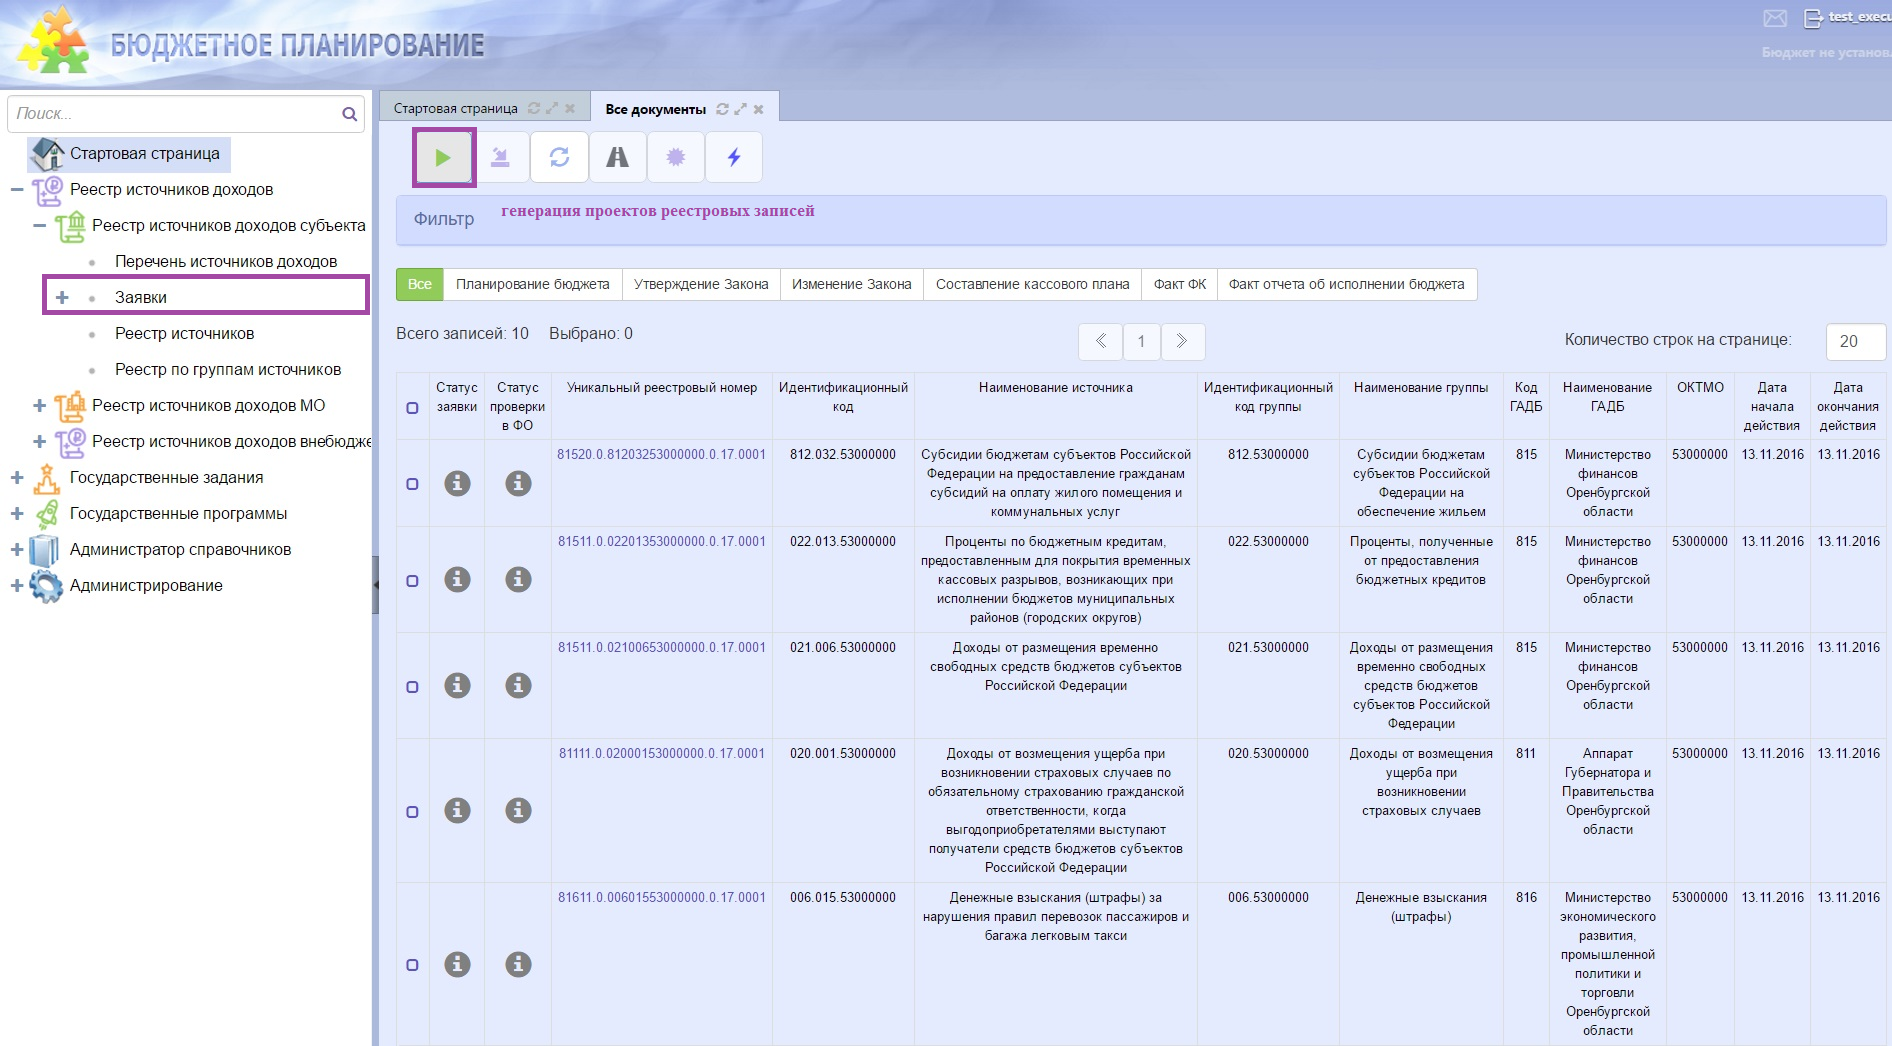 БЮДЖЕТНОЕ ПЛАНИРОВАНИЕ
test_execu
Бюджет не установ
Поиск...
Стартовая страница
Реестр источников доходов
Реестр источников доходов субъекта
Перечень источников доходов
Заявки
Реестр источников
Реестр по группам источников
Реестр источников доходов МО
Реестр источников доходов внебюдже
Государственные задания
Государственные программы
Администратор справочников
Администрирование
Стартовая страница
Все документы
Фильтр
генерация проектов реестровых записей
Все
Планирование бюджета
Утверждение Закона
Изменение Закона
Составление кассового плана
Факт ФК
Факт отчета об исполнении бюджета
Всего записей: 10
Выбрано: 0
1
Количество строк на странице:
20
Статус
заявки
Статус
проверки
в ФО
Уникальный реестровый номер
Идентификационный
код
Наименование источника
Идентификационный
код группы
Наименование группы
Код
ГАДБ
Наименование
ГАДБ
ОКТМО
Дата
начала
действия
Дата
окончания
действия
81520.0.81203253000000.0.17.0001
812.032.53000000
Субсидии бюджетам субъектов Российской
Федерации на предоставление гражданам
субсидий на оплату жилого помещения и
коммунальных услуг
812.53000000
Субсидии бюджетам
субъектов Российской
Федерации на
обеспечение жильем
815
Министерство
финансов
Оренбургской
области
53000000
13.11.2016
13.11.2016
81511.0.02201353000000.0.17.0001
022.013.53000000
Проценты по бюджетным кредитам,
предоставленным для покрытия временных
кассовых разрывов, возникающих при
исполнении бюджетов муниципальных
районов (городских округов)
022.53000000
Проценты, полученные
от предоставления
бюджетных кредитов
815
Министерство
финансов
Оренбургской
области
53000000
13.11.2016
13.11.2016
81511.0.02100653000000.0.17.0001
021.006.53000000
Доходы от размещения временно
свободных средств бюджетов субъектов
Российской Федерации
021.53000000
Доходы от размещения
временно свободных
средств бюджетов
субъектов Российской
Федерации
815
Министерство
финансов
Оренбургской
области
53000000
13.11.2016
13.11.2016
81111.0.02000153000000.0.17.0001
020.001.53000000
Доходы от возмещения ущерба при
возникновении страховых случаев по
обязательному страхованию гражданской
ответственности, когда
выгодоприобретателями выступают
получатели средств бюджетов субъектов
Российской Федерации
020.53000000
Доходы от возмещения
ущерба при
возникновении
страховых случаев
811
Аппарат
Губернатора и
Правительства
Оренбургской
области
53000000
13.11.2016
13.11.2016
81611.0.00601553000000.0.17.0001
006.015.53000000
Денежные взыскания (штрафы) за
нарушения правил перевозок пассажиров и
багажа легковым такси
006.53000000
Денежные взыскания
(штрафы)
816
Министерство
экономического
развития,
промышленной
политики и
торговли
Оренбургской
области
53000000
13.11.2016
13.11.2016